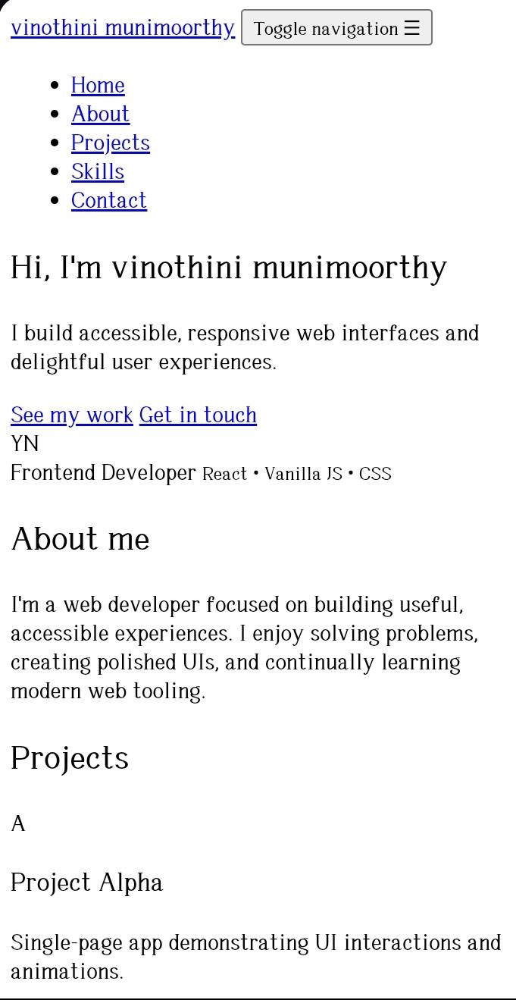 vinothini munimoorthy Toggle navigation ☰
• Home
• About
• Projects
• Skills
• Contact
Hi, I'm vinothini munimoorthy
I build accessible, responsive web interfaces and
delightful user experiences.
See my work Get in touch
YN
Frontend Developer React • Vanilla JS • CSS
About me
I'm a web developer focused on building useful,
accessible experiences. I enjoy solving problems,
creating polished UIs, and continually learning
modern web tooling.
Projects
A
Project Alpha
Single-page app demonstrating UI interactions and
animations.